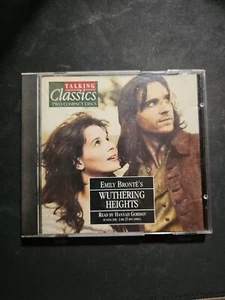 TALKING
Classics
TWO COMPACT DISCS
EMILY BRONTË'S
WUTHERING
HEIGHTS
READ BY HANNAH GORDON